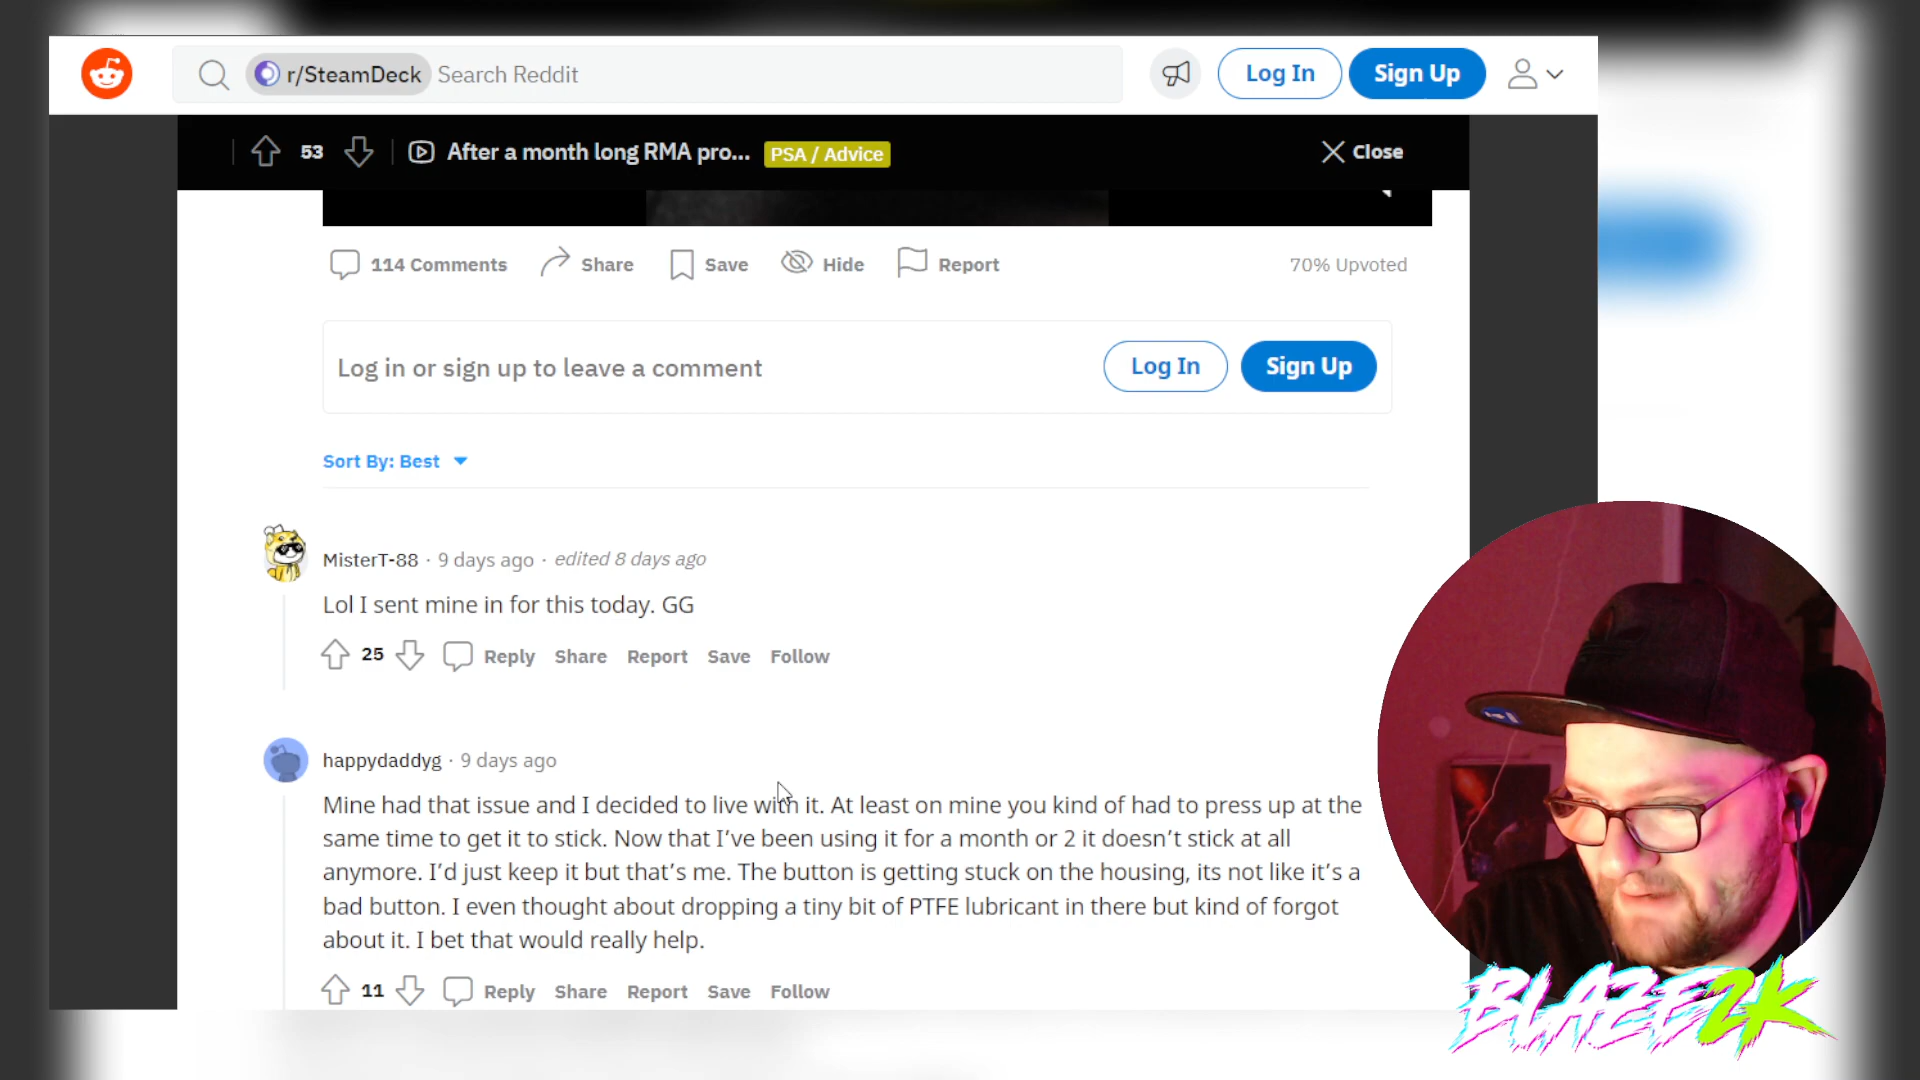 r/SteamDeck Search Reddit Log In Sign Up
53 After a month long RMA pro... PSA / Advice Close
114 Comments Share Save Hide Report 70% Upvoted
Log in or sign up to leave a comment Log In Sign Up
Sort By: Best
MisterT-88 · 9 days ago · edited 8 days ago
Lol I sent mine in for this today. GG
25 Reply Share Report Save Follow
happydaddyg · 9 days ago
Mine had that issue and I decided to live with it. At least on mine you kind of had to press up at the
same time to get it to stick. Now that I've been using it for a month or 2 it doesn't stick at all
anymore. I'd just keep it but that's me. The button is getting stuck on the housing, its not like it's a
bad button. I even thought about dropping a tiny bit of PTFE lubricant in there but kind of forgot
about it. I bet that would really help.
11 Reply Share Report Save Follow
BLAZE2K